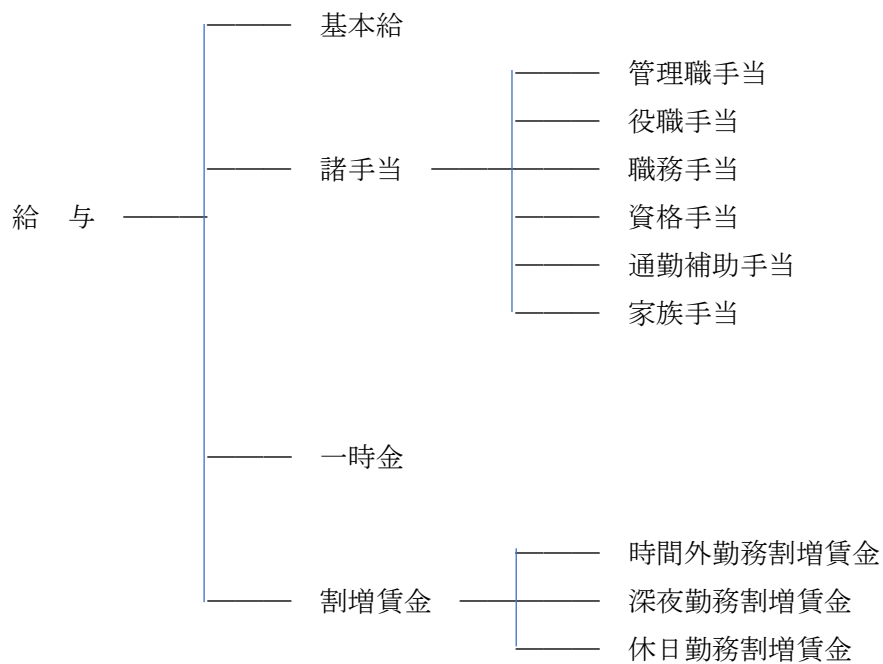 基本給
管理職手当
役職手当
諸手当 職務手当
給 与 資格手当
通勤補助手当
家族手当
一時金
時間外勤務割増賃金
割増賃金 深夜勤務割増賃金
休日勤務割増賃金